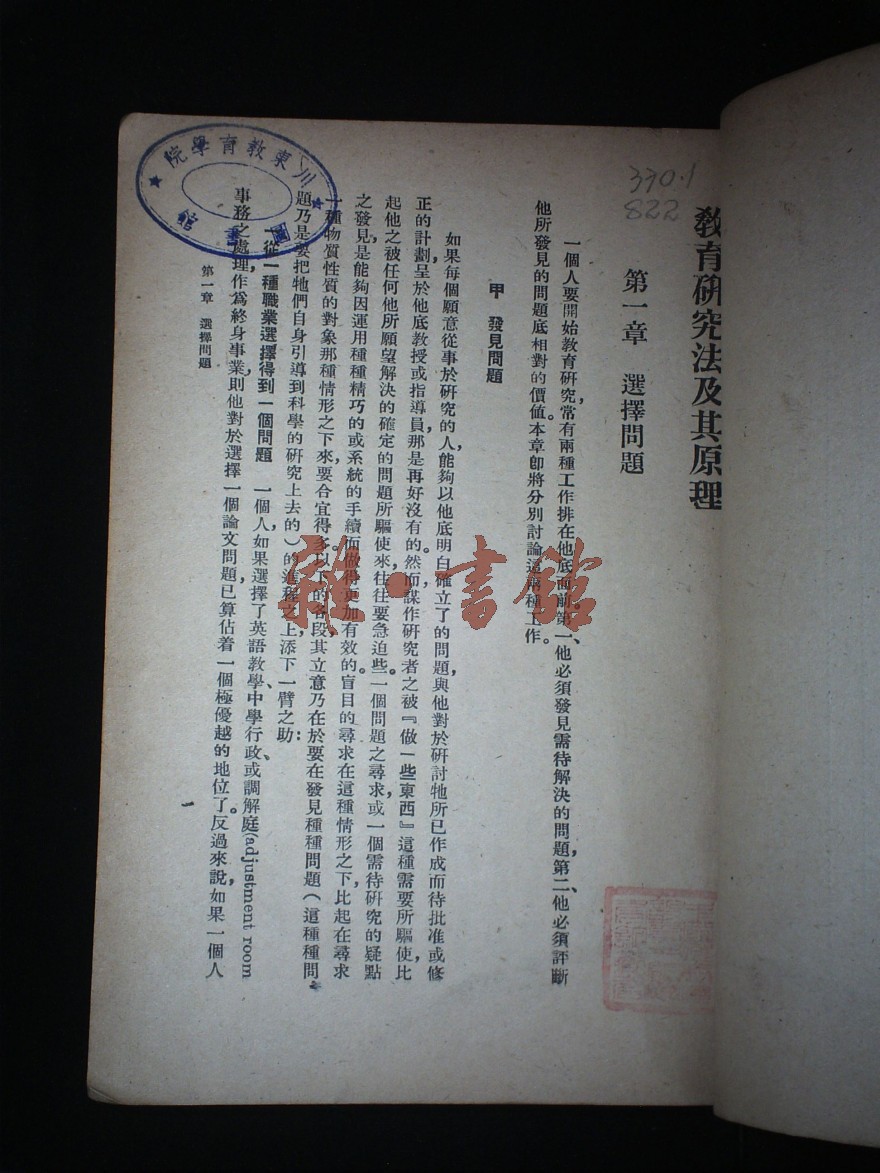 教育研究法及其原理
370.1
822
第一章 選擇問題
一個人要開始教育研究，常有兩種工作排在他底面前。第一、他必須發見需待解決的問題，第二、他必須評斷
他所發見的問題底相對的價值。本章即將分別討論這兩種工作。
甲 發見問題
如果每個願意從事於研究的人，能夠以他底明白確立了的問題，與他對於研討牠所已作成而待批准或修
正的計劃，呈於他底教授或指導員，那是再好沒有的。然而謀作研究者之被『做一些東西』這種需要所驅使，比
起他之被任何他所願望解決的確定的問題所驅使來，往往要急迫些。一個問題之尋求，或一個需待研究的疑點
之發見，是能夠因運用種種精巧的或系統的手續而做得更加有效的。盲目的尋求在這種情形之下，比起在尋求
一種物質性質的對象那種情形之下來，要合宜得多。以下的各段，其立意乃在於要在發見種種問題（這種種問
題乃是要把牠們自身引導到科學的研究上去的）的進程之上，添下一臂之助：
一從一種職業選擇得到一個問題 一個人，如果選擇了英語教學、中學行政、或調解庭(adjustment room
事務之處理，作爲終身事業，則他對於選擇一個論文問題，已算佔着一個極優越的地位了。反過來說，如果一個人
第一章 選擇問題
一
川東教育學院
圖書館
雜·書館